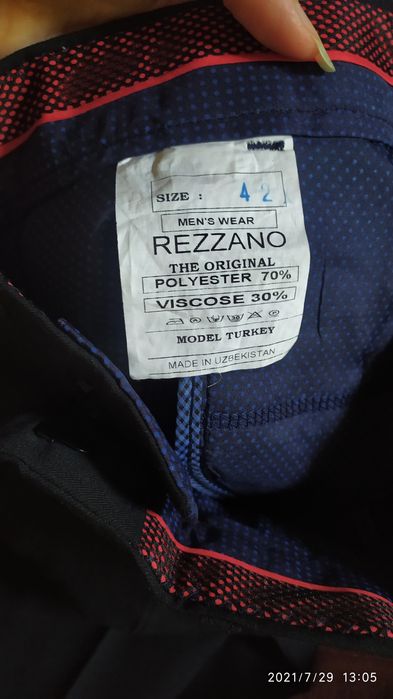 SIZE : 42
MEN'S WEAR
REZZANO
THE ORIGINAL
POLYESTER 70%
VISCOSE 30%
MODEL TURKEY
MADE IN UZBEKISTAN
2021/7/29 13:05